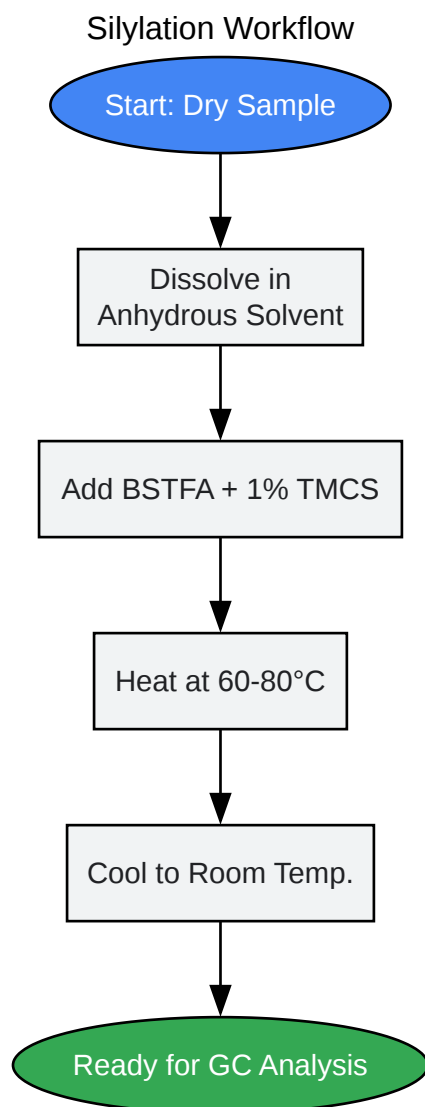 Silylation Workflow
Start: Dry Sample
Dissolve in
Anhydrous Solvent
Add BSTFA + 1% TMCS
Heat at 60-80°C
Cool to Room Temp.
Ready for GC Analysis